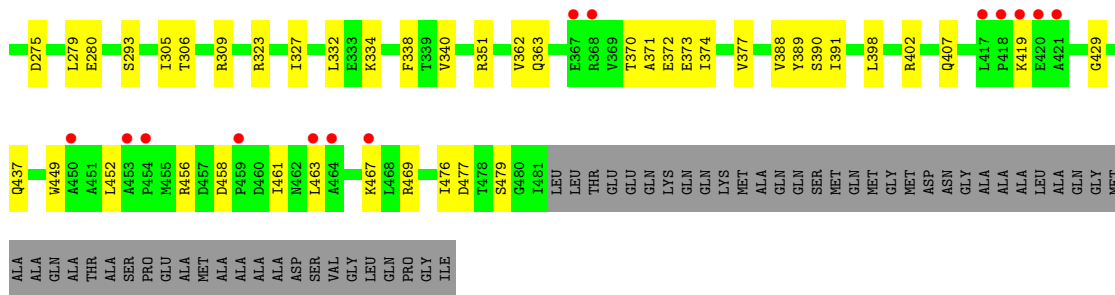 D275 L279 E280 S293 I305 T306 R309 R323 I327 L332 E333 K334 F338 T339 V340 R351 V362 Q363 E367 R368 V369 T370 A371 E372 E373 I374 V377 V388 Y389 S390 I391 L398 R402 Q407 L417 P418 K419 E420 A421 G429
Q437 W449 A450 A451 L452 A453 P454 M455 R456 D457 D458 P459 D460 I461 N462 L463 A464 K467 L468 R469 I476 D477 T478 S479 G480 I481 LEU LEU THR GLU GLU GLN LYS GLN GLN LYS MET ALA GLN GLN SER MET GLN MET GLY MET ASP ASN GLY ALA ALA ALA LEU ALA GLN GLY MET
ALA ALA GLN ALA THR ALA SER PRO GLU ALA MET ALA ALA ALA ALA ASP SER VAL GLY LEU GLN PRO GLY ILE